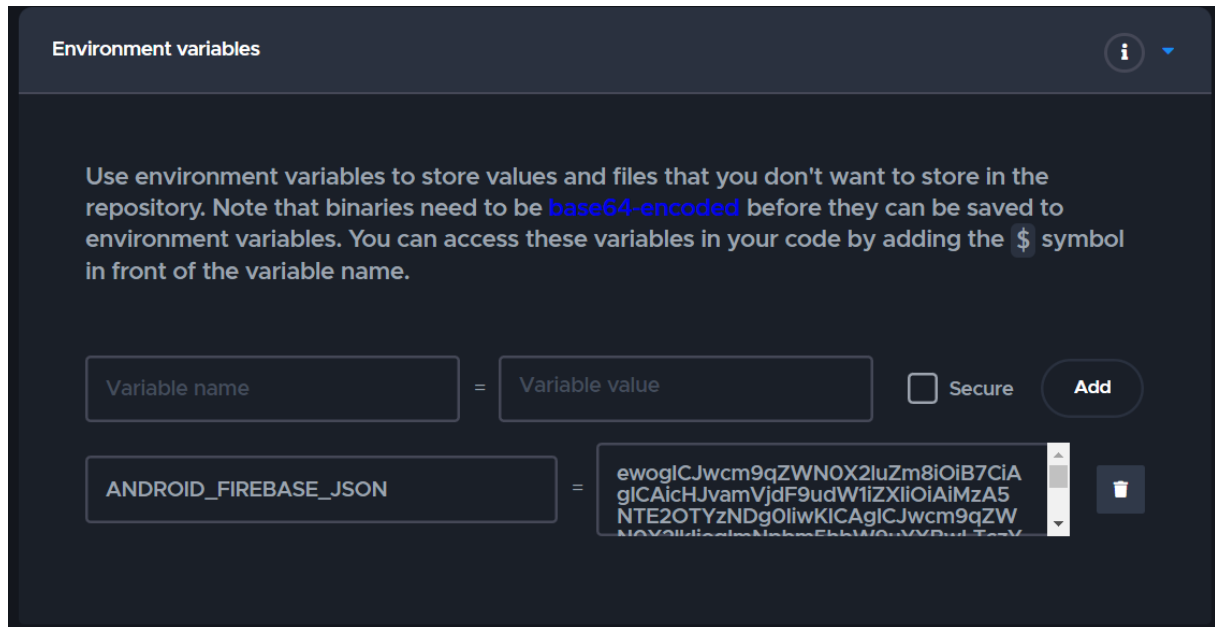 Environment variables
Use environment variables to store values and files that you don't want to store in the
repository. Note that binaries need to be base64-encoded before they can be saved to
environment variables. You can access these variables in your code by adding the $ symbol
in front of the variable name.
Variable name = Variable value Secure Add
ANDROID_FIREBASE_JSON =
ewogICJwcm9qZWN0X2luZm8iOiB7CiA
gICAicHJvamVjdF9udW1iZXIiOiAiMzA5
NTE2OTYzNDg0IiwKICAgICJwcm9qZW